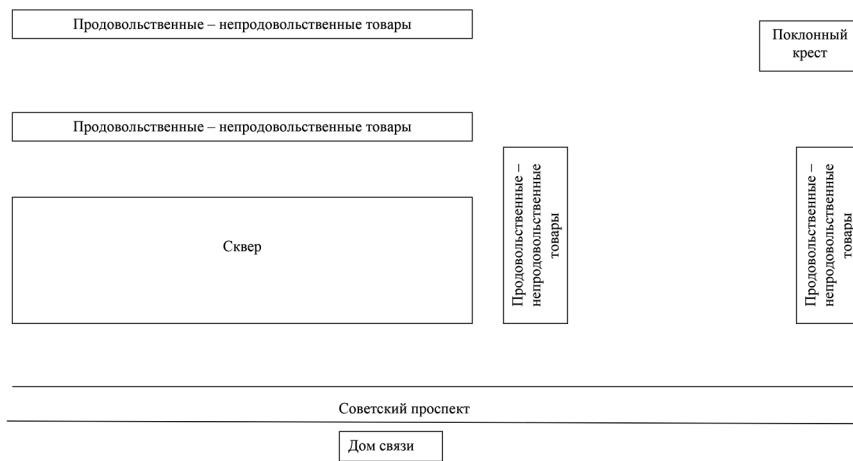 Продовольственные – непродовольственные товары
Поклонный
крест
Продовольственные – непродовольственные товары
Продовольственные –
непродовольственные
товары
Продовольственные –
непродовольственные
товары
Сквер
Советский проспект
Дом связи